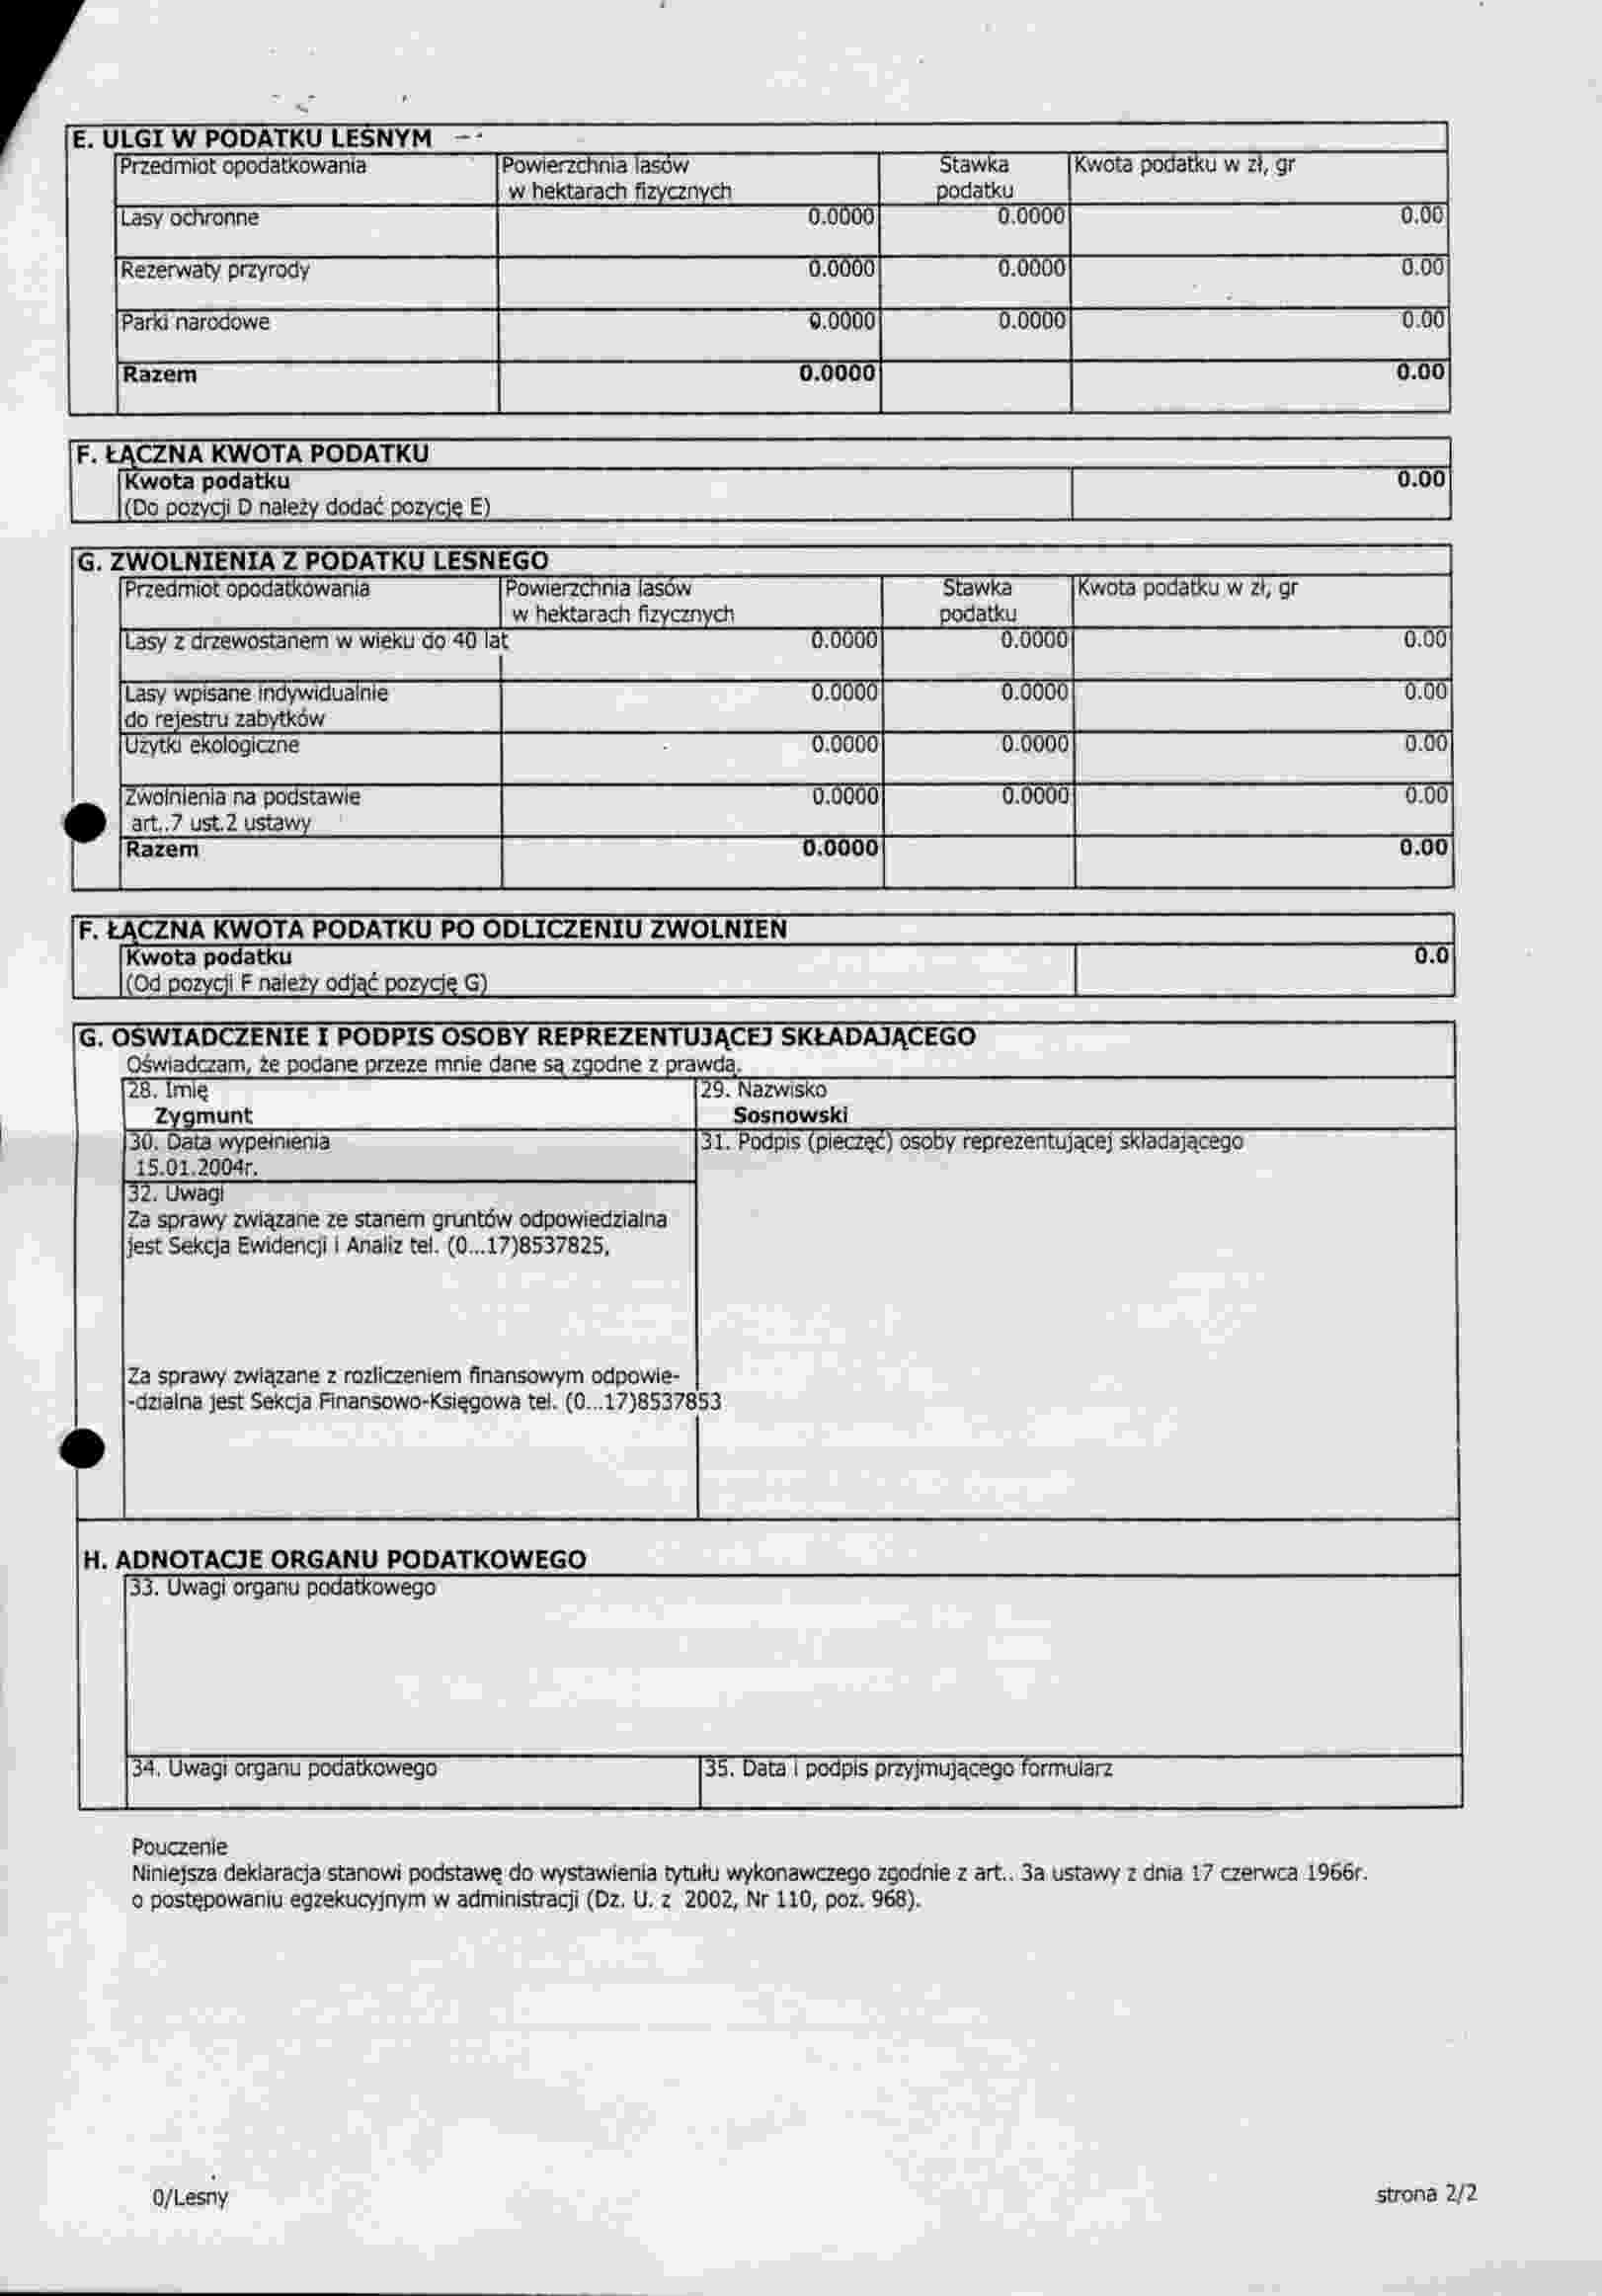 E. ULGI W PODATKU LEŚNYM
Przedmiot opodatkowania Powierzchnia lasów Stawka Kwota podatku w zł, gr
w hektarach fizycznych podatku
Lasy ochronne 0.0000 0.0000 0.00
Rezerwaty przyrody 0.0000 0.0000 0.00
Parki narodowe 0.0000 0.0000 0.00
Razem 0.0000 0.00
F. ŁĄCZNA KWOTA PODATKU
Kwota podatku 0.00
(Do pozycji D należy dodać pozycję E)
G. ZWOLNIENIA Z PODATKU LEŚNEGO
Przedmiot opodatkowania Powierzchnia lasów Stawka Kwota podatku w zł, gr
w hektarach fizycznych podatku
Lasy z drzewostanem w wieku do 40 lat 0.0000 0.0000 0.00
Lasy wpisane indywidualnie 0.0000 0.0000 0.00
do rejestru zabytków
Użytki ekologiczne 0.0000 0.0000 0.00
Zwolnienia na podstawie 0.0000 0.0000 0.00
art..7 ust.2 ustawy
Razem 0.0000 0.00
F. ŁĄCZNA KWOTA PODATKU PO ODLICZENIU ZWOLNIEŃ
Kwota podatku 0.0
(Od pozycji F należy odjąć pozycję G)
G. OŚWIADCZENIE I PODPIS OSOBY REPREZENTUJĄCEJ SKŁADAJĄCEGO
Oświadczam, że podane przeze mnie dane są zgodne z prawdą.
28. Imię 29. Nazwisko
Zygmunt Sosnowski
30. Data wypełnienia 31. Podpis (pieczęć) osoby reprezentującej składającego
15.01.2004r.
32. Uwagi
Za sprawy związane ze stanem gruntów odpowiedzialna
jest Sekcja Ewidencji i Analiz tel. (0...17)8537825,
Za sprawy związane z rozliczeniem finansowym odpowie-
-dzialna jest Sekcja Finansowo-Księgowa tel. (0...17)8537853
H. ADNOTACJE ORGANU PODATKOWEGO
33. Uwagi organu podatkowego
34. Uwagi organu podatkowego 35. Data i podpis przyjmującego formularz
Pouczenie
Niniejsza deklaracja stanowi podstawę do wystawienia tytułu wykonawczego zgodnie z art.. 3a ustawy z dnia 17 czerwca 1966r.
o postępowaniu egzekucyjnym w administracji (Dz. U. z 2002, Nr 110, poz. 968).
0/Lesny strona 2/2